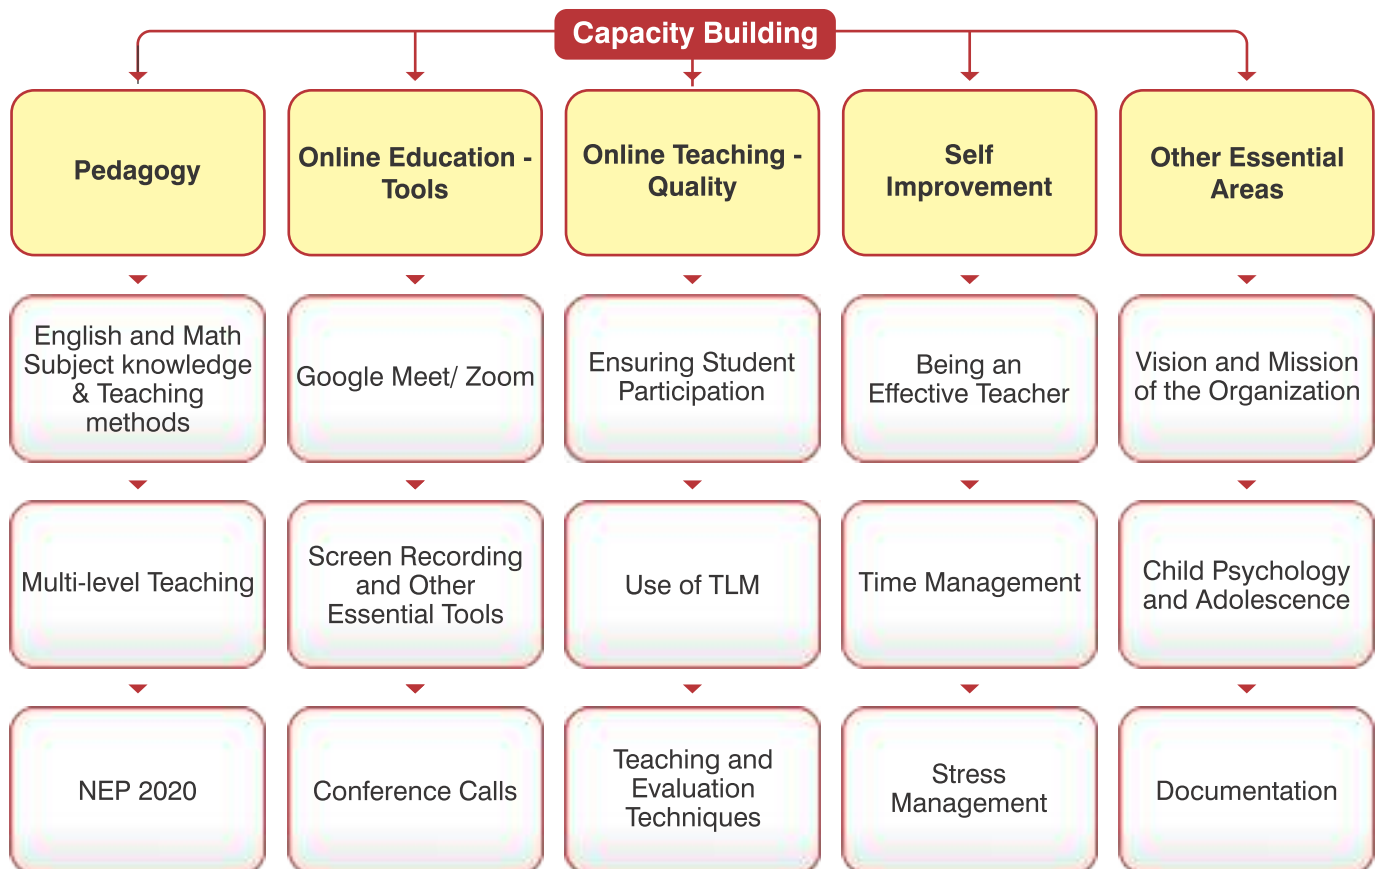 Capacity Building
Pedagogy
Online Education -
Tools
Online Teaching -
Quality
Self
Improvement
Other Essential
Areas
English and Math
Subject knowledge
& Teaching
methods
Google Meet/ Zoom
Ensuring Student
Participation
Being an
Effective Teacher
Vision and Mission
of the Organization
Multi-level Teaching
Screen Recording
and Other
Essential Tools
Use of TLM
Time Management
Child Psychology
and Adolescence
NEP 2020
Conference Calls
Teaching and
Evaluation
Techniques
Stress
Management
Documentation